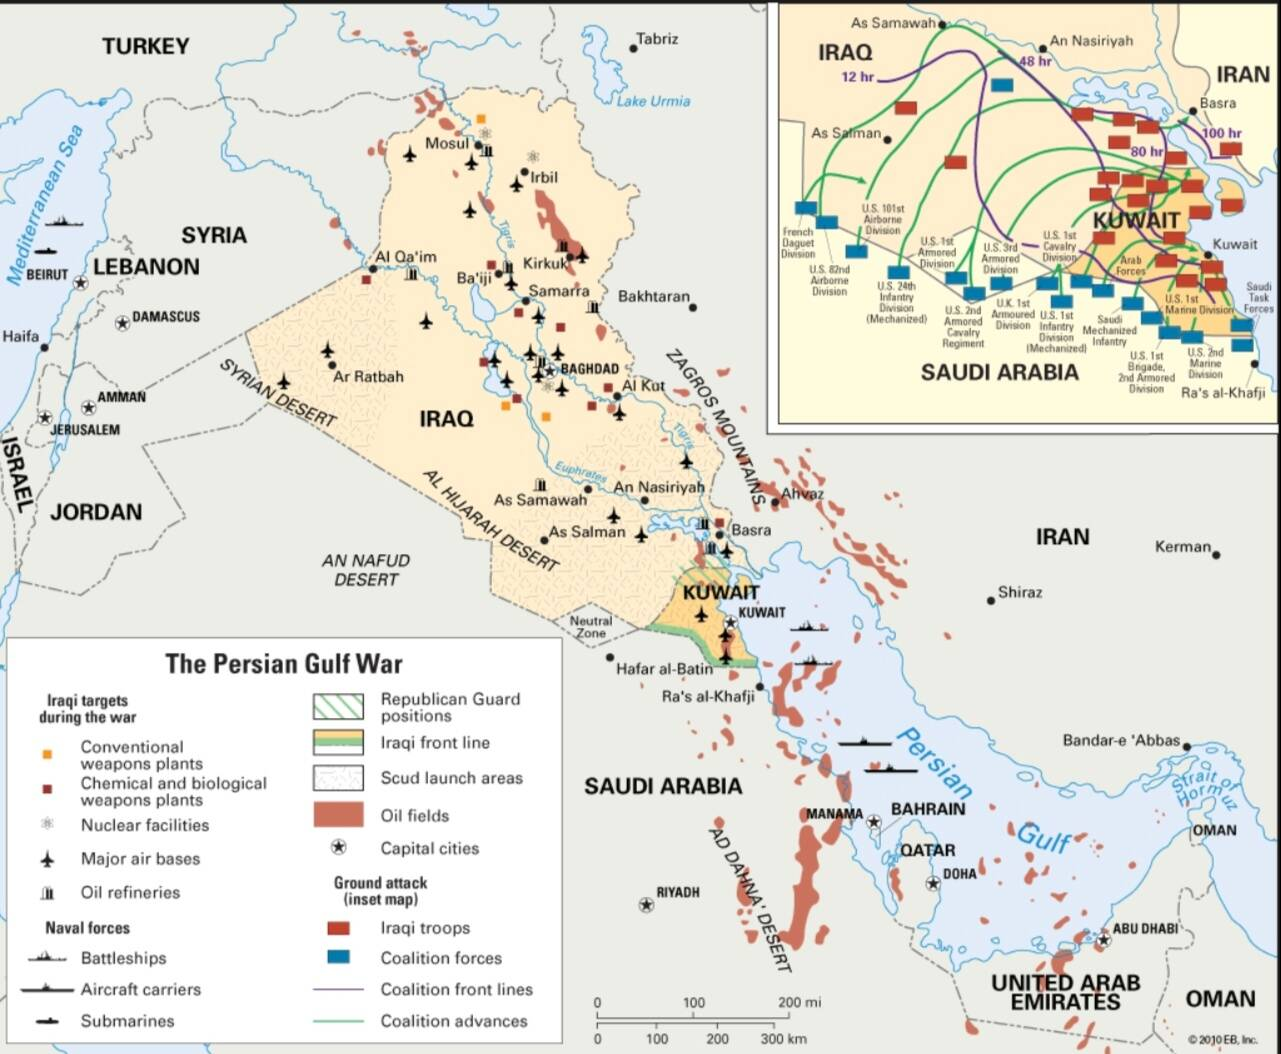 TURKEY
Tabriz
Lake Urmia
Mediterranean Sea
Mosul
Irbil
SYRIA
Tigris
BEIRUT
LEBANON
Al Qa'im
Kirkuk
Ba'iji
Samarra
Bakhtaran
DAMASCUS
Haifa
BAGHDAD
Ar Ratbah
Al Kut
SYRIAN DESERT
ZAGROS MOUNTAINS
AMMAN
JERUSALEM
IRAQ
Tigris
ISRAEL
JORDAN
Euphrates
An Nasiriyah
As Samawah
AL HIJARAH DESERT
As Salman
Basra
Ahvaz
IRAN
Kerman
AN NAFUD
DESERT
Shiraz
KUWAIT
KUWAIT
Neutral
Zone
Hafar al-Batin
Ra's al-Khafji
Persian
Gulf
Bandar-e 'Abbas
Strait of
Hormuz
SAUDI ARABIA
MANAMA
BAHRAIN
OMAN
QATAR
DOHA
AD DAHNA' DESERT
RIYADH
ABU DHABI
UNITED ARAB
EMIRATES
OMAN
0 100 200 mi
0 100 200 300 km
© 2010 EB, Inc.
As Samawah
An Nasiriyah
IRAQ
48 hr
12 hr
IRAN
Basra
As Salman
100 hr
80 hr
KUWAIT
Kuwait
French
Daguet
Division
U.S. 82nd
Airborne
Division
U.S. 101st
Airborne
Division
U.S. 24th
Infantry
Division
(Mechanized)
U.S. 1st
Armored
Division
U.S. 2nd
Armored
Cavalry
Regiment
U.S. 3rd
Armored
Division
U.K. 1st
Armoured
Division
U.S. 1st
Cavalry
Division
U.S. 1st
Infantry
Division
(Mechanized)
Arab
Forces
Saudi
Mechanized
Infantry
U.S. 1st
Brigade,
2nd Armored
Division
U.S. 1st
Marine Division
U.S. 2nd
Marine
Division
Saudi
Task
Forces
SAUDI ARABIA
Ra's al-Khafji
The Persian Gulf War
Iraqi targets
during the war
Conventional
weapons plants
Chemical and biological
weapons plants
Nuclear facilities
Major air bases
Oil refineries
Naval forces
Battleships
Aircraft carriers
Submarines
Republican Guard
positions
Iraqi front line
Scud launch areas
Oil fields
Capital cities
Ground attack
(inset map)
Iraqi troops
Coalition forces
Coalition front lines
Coalition advances